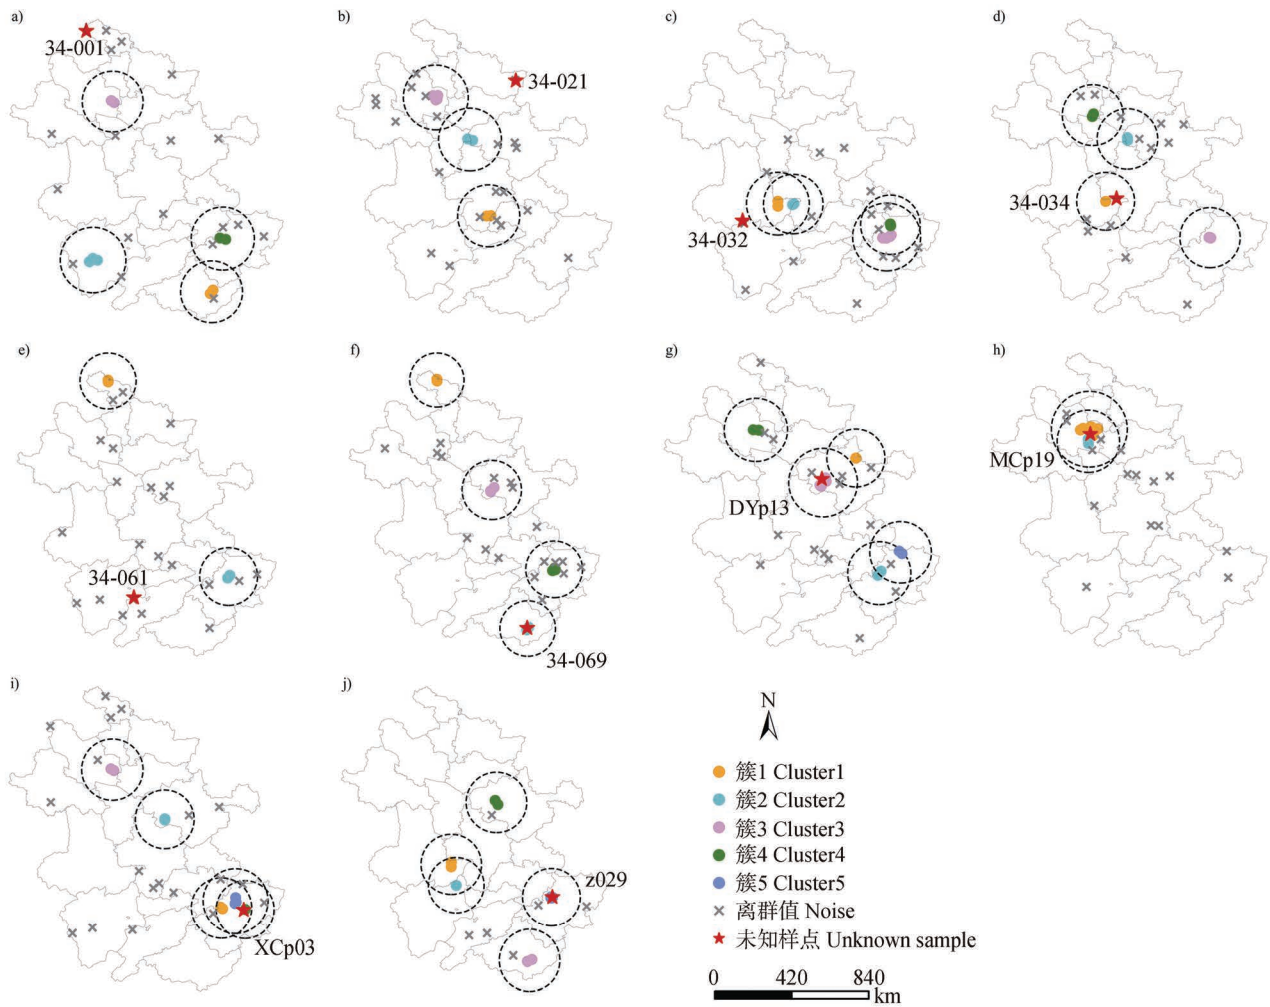 a)
34-001
b)
34-021
c)
34-032
d)
34-034
e)
34-061
f)
34-069
g)
DYp13
h)
MCp19
i)
XCp03
j)
z029
N
簇1 Cluster1
簇2 Cluster2
簇3 Cluster3
簇4 Cluster4
簇5 Cluster5
离群值 Noise
未知样点 Unknown sample
0 420 840
km